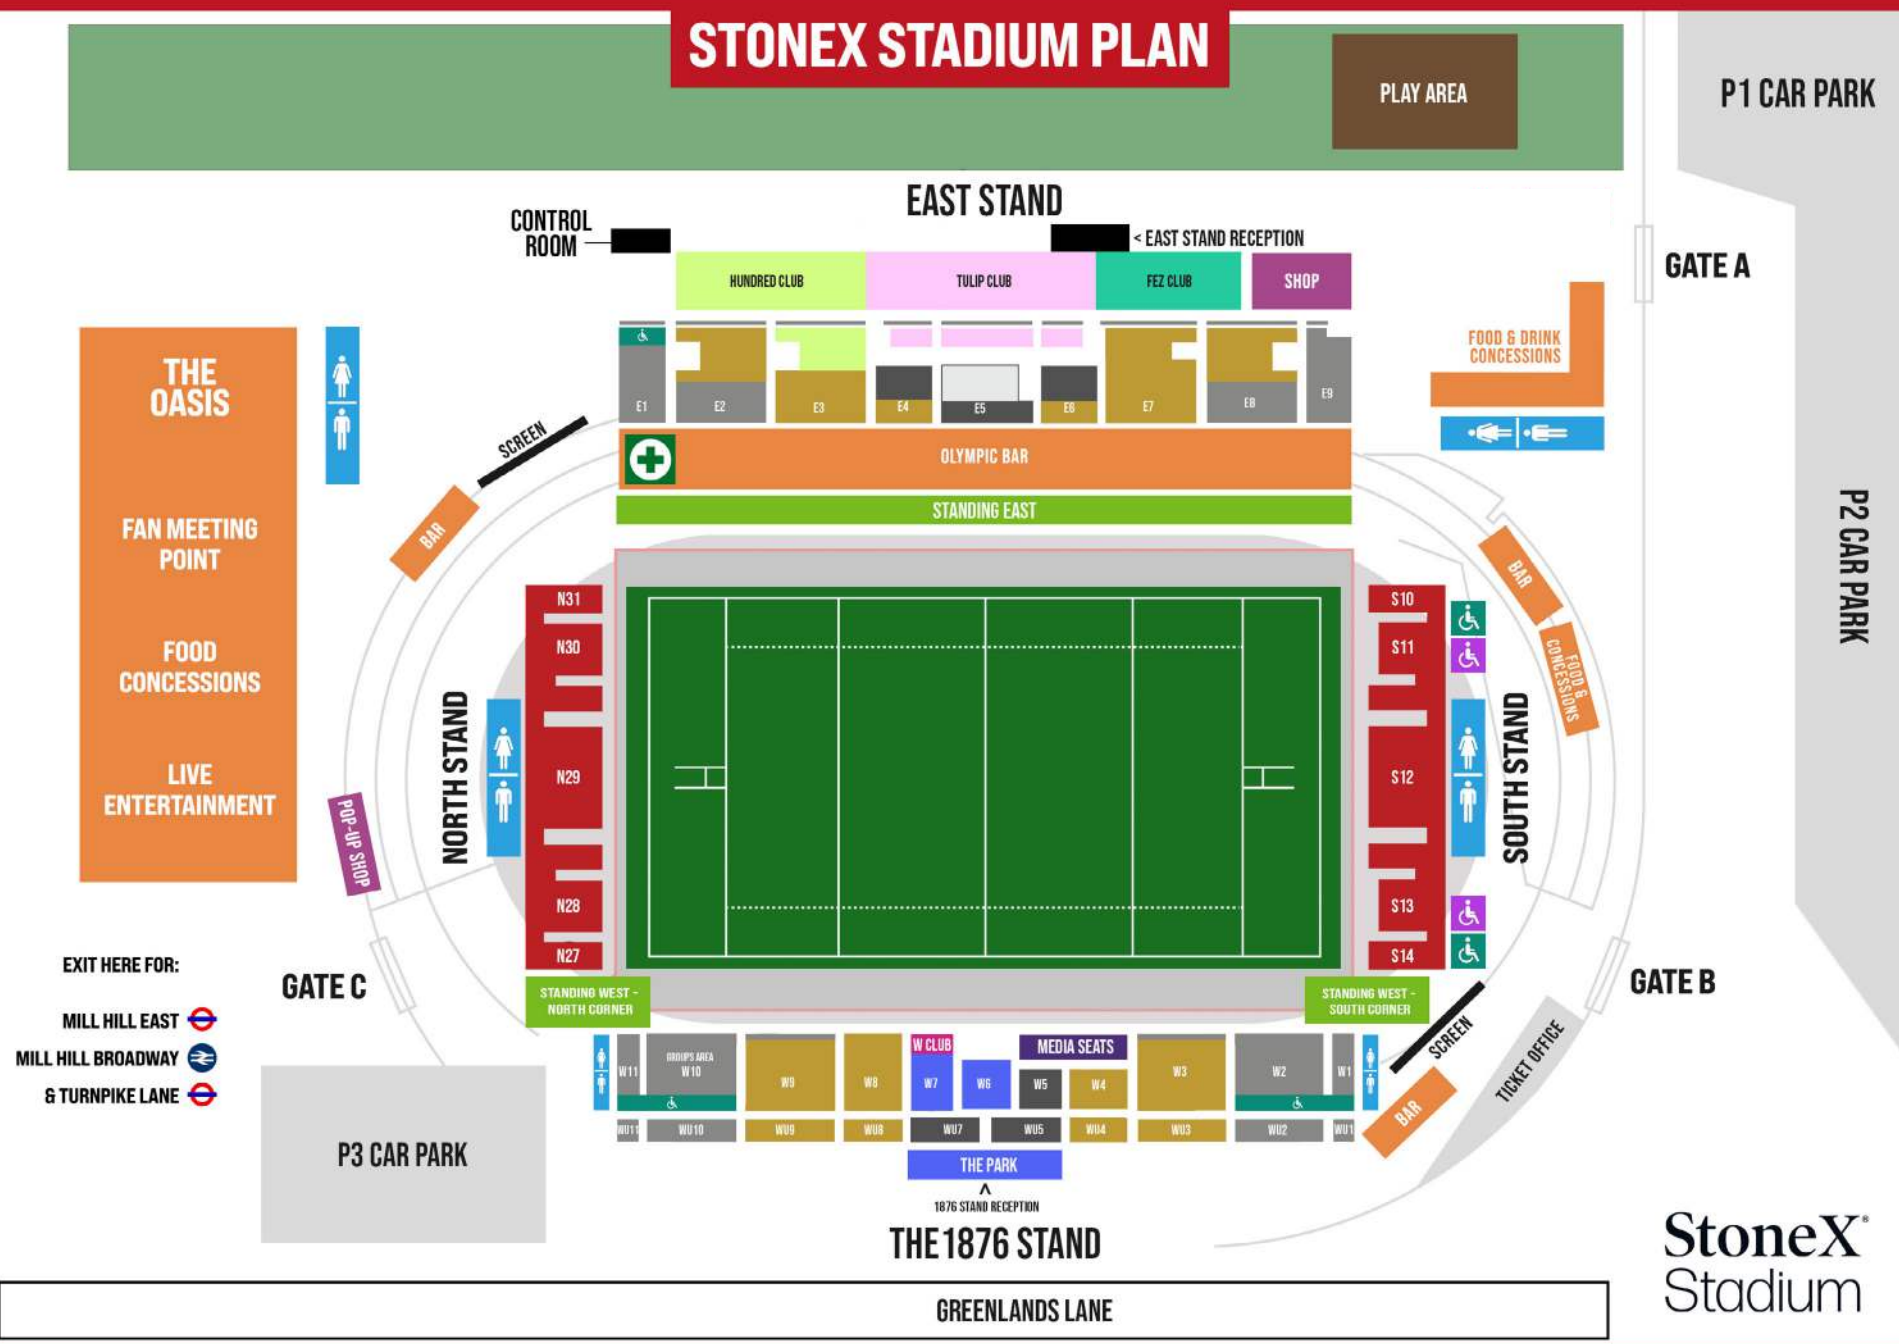 STONEX STADIUM PLAN
PLAY AREA
P1 CAR PARK
EAST STAND
CONTROL
ROOM
< EAST STAND RECEPTION
GATE A
HUNDRED CLUB
TULIP CLUB
FEZ CLUB
SHOP
FOOD & DRINK
CONCESSIONS
THE
OASIS
FAN MEETING
POINT
FOOD
CONCESSIONS
LIVE
ENTERTAINMENT
E1
E2
E3
E4
E5
E6
E7
E8
E9
SCREEN
BAR
OLYMPIC BAR
STANDING EAST
BAR
FOOD &
CONCESSIONS
P2 CAR PARK
N31
N30
N29
N28
N27
NORTH STAND
S10
S11
S12
S13
S14
SOUTH STAND
POP-UP SHOP
EXIT HERE FOR:
MILL HILL EAST
MILL HILL BROADWAY
& TURNPIKE LANE
GATE C
GATE B
STANDING WEST -
NORTH CORNER
STANDING WEST -
SOUTH CORNER
SCREEN
TICKET OFFICE
BAR
W11
GROUPS AREA
W10
W9
W8
W CLUB
W7
W6
MEDIA SEATS
W5
W4
W3
W2
W1
WU11
WU10
WU9
WU8
WU7
WU5
WU4
WU3
WU2
WU1
THE PARK
^
1876 STAND RECEPTION
THE 1876 STAND
P3 CAR PARK
GREENLANDS LANE
StoneX®
Stadium